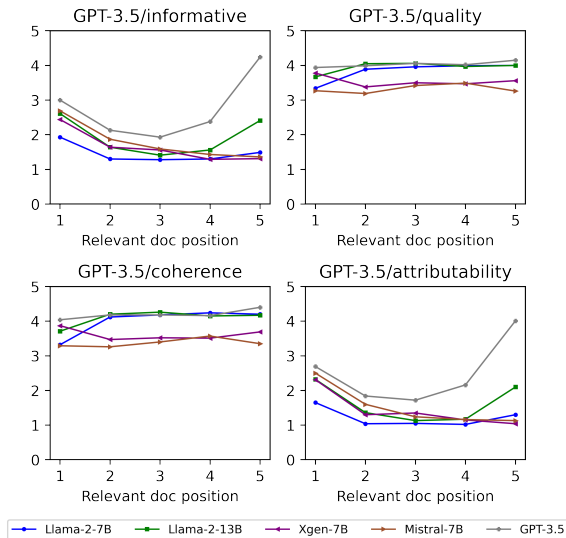 GPT-3.5/informative
5
4
3
2
1
0
1 2 3 4 5
Relevant doc position
GPT-3.5/quality
5
4
3
2
1
0
1 2 3 4 5
Relevant doc position
GPT-3.5/coherence
5
4
3
2
1
0
1 2 3 4 5
Relevant doc position
GPT-3.5/attributability
5
4
3
2
1
0
1 2 3 4 5
Relevant doc position
Llama-2-7B Llama-2-13B Xgen-7B Mistral-7B GPT-3.5